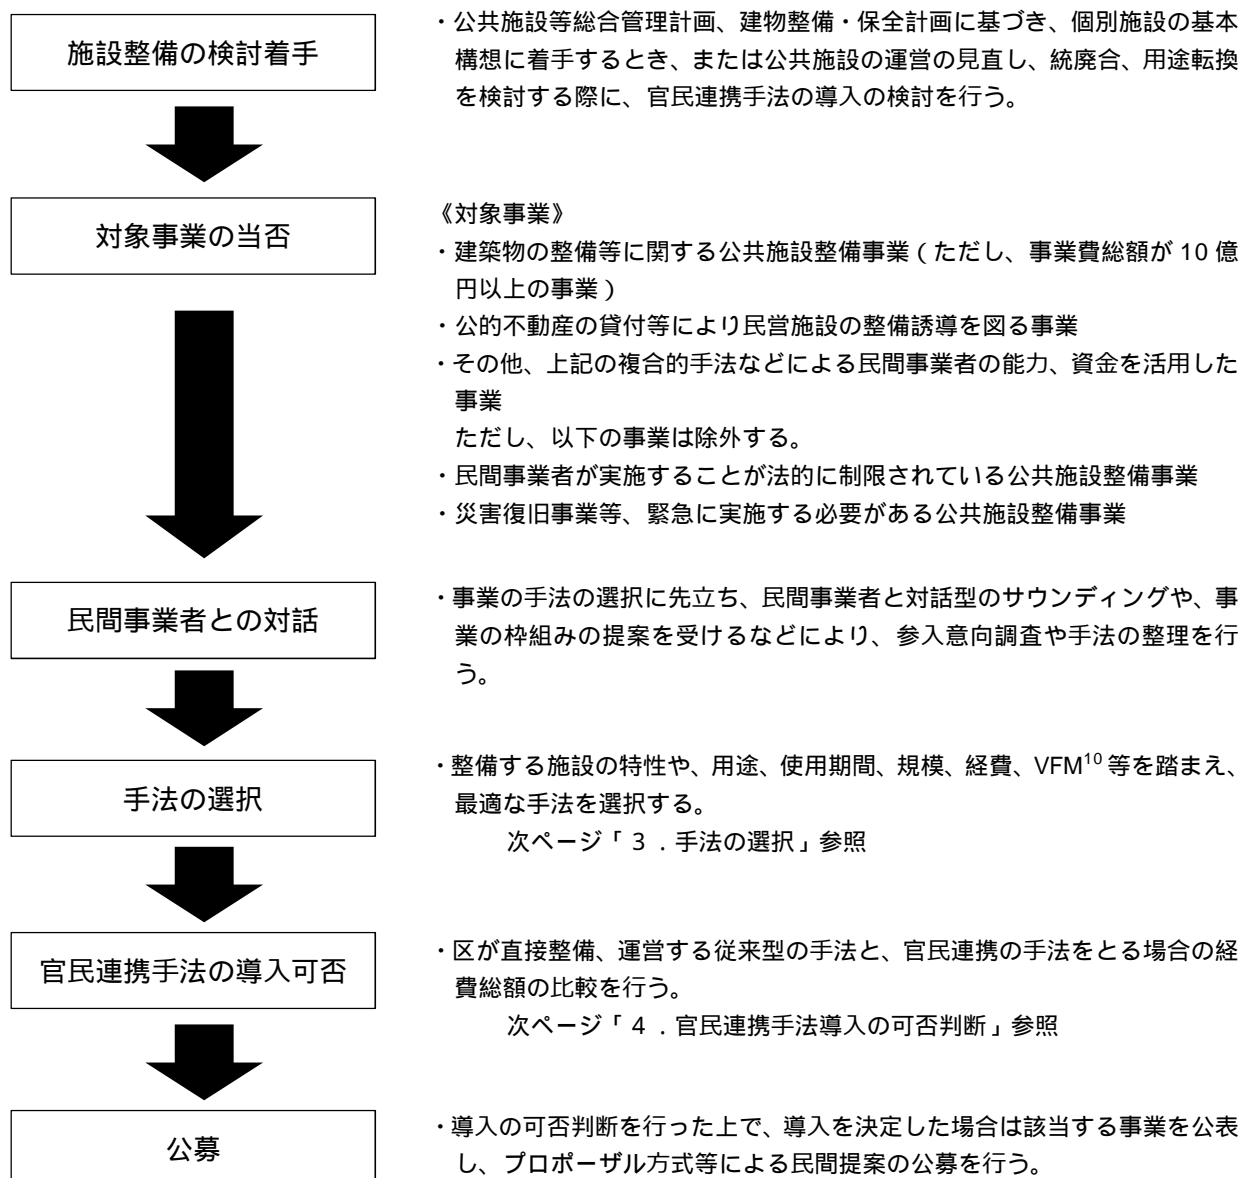 施設整備の検討着手
・公共施設等総合管理計画、建物整備・保全計画に基づき、個別施設の基本
構想に着手するとき、または公共施設の運営の見直し、統廃合、用途転換
を検討する際に、官民連携手法の導入の検討を行う。
対象事業の当否
《対象事業》
・建築物の整備等に関する公共施設整備事業(ただし、事業費総額が 10 億
円以上の事業)
・公的不動産の貸付等により民営施設の整備誘導を図る事業
・その他、上記の複合的手法などによる民間事業者の能力、資金を活用した
事業
ただし、以下の事業は除外する。
・民間事業者が実施することが法的に制限されている公共施設整備事業
・災害復旧事業等、緊急に実施する必要がある公共施設整備事業
民間事業者との対話
・事業の手法の選択に先立ち、民間事業者と対話型のサウンディングや、事
業の枠組みの提案を受けるなどにより、参入意向調査や手法の整理を行
う。
手法の選択
・整備する施設の特性や、用途、使用期間、規模、経費、VFM10 等を踏まえ、
最適な手法を選択する。
次ページ「3.手法の選択」参照
官民連携手法の導入可否
・区が直接整備、運営する従来型の手法と、官民連携の手法をとる場合の経
費総額の比較を行う。
次ページ「4.官民連携手法導入の可否判断」参照
公募
・導入の可否判断を行った上で、導入を決定した場合は該当する事業を公表
し、プロポーザル方式等による民間提案の公募を行う。